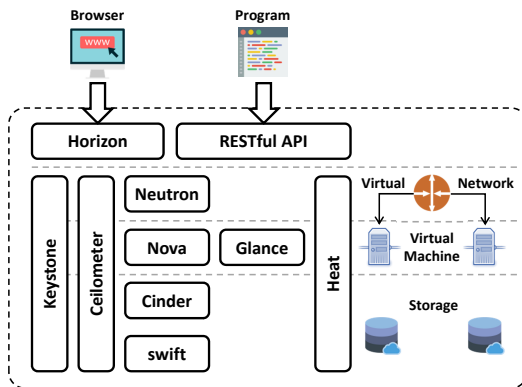 Browser
Program
WWW
Horizon
RESTful API
Keystone
Ceilometer
Neutron
Nova
Glance
Cinder
swift
Heat
Virtual
Network
Virtual
Machine
Storage